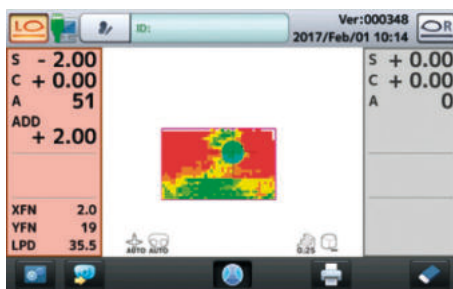 L
ID:
Ver:000348
2017/Feb/01 10:14
R
S - 2.00
C + 0.00
A 51
ADD
+ 2.00
XFN 2.0
YFN 19
LPD 35.5
S + 0.00
C + 0.00
A 0
AUTO AUTO
0.25